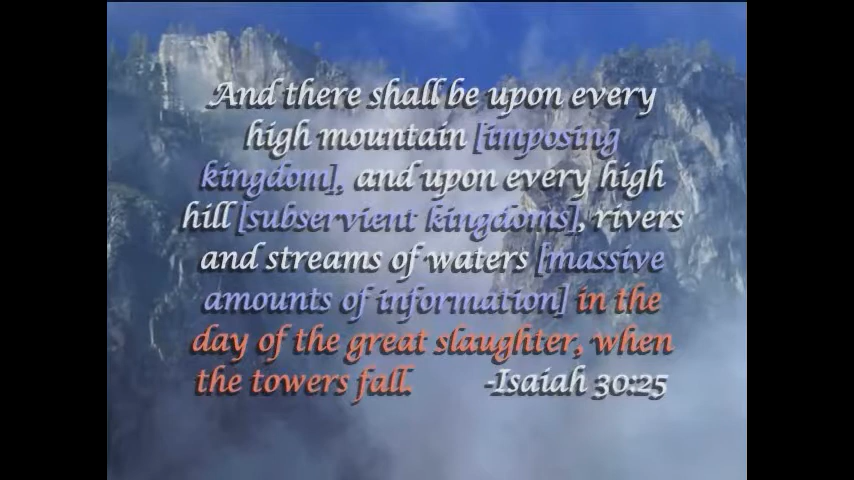 And there shall be upon every
high mountain [imposing
kingdom], and upon every high
hill [subservient kingdoms], rivers
and streams of waters [massive
amounts of information] in the
day of the great slaughter, when
the towers fall. -Isaiah 30:25